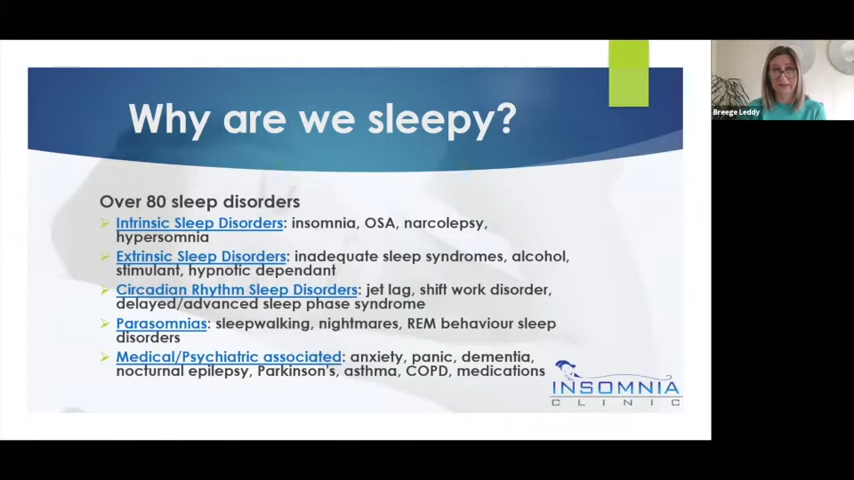 Why are we sleepy?
Breege Leddy
Over 80 sleep disorders
Intrinsic Sleep Disorders: insomnia, OSA, narcolepsy,
hypersomnia
Extrinsic Sleep Disorders: inadequate sleep syndromes, alcohol,
stimulant, hypnotic dependant
Circadian Rhythm Sleep Disorders: jet lag, shift work disorder,
delayed/advanced sleep phase syndrome
Parasomnias: sleepwalking, nightmares, REM behaviour sleep
disorders
Medical/Psychiatric associated: anxiety, panic, dementia,
nocturnal epilepsy, Parkinson's, asthma, COPD, medications
INSOMNIA
CLINIC